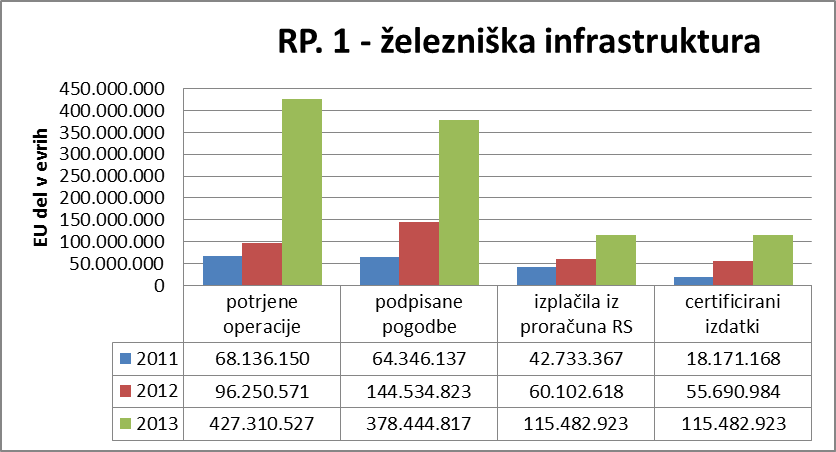 RP. 1 - železniška infrastruktura
EU del v evrih
450.000.000
400.000.000
350.000.000
300.000.000
250.000.000
200.000.000
150.000.000
100.000.000
50.000.000
0
potrjene operacije
podpisane pogodbe
izplačila iz proračuna RS
certificirani izdatki
2011 68.136.150 64.346.137 42.733.367 18.171.168
2012 96.250.571 144.534.823 60.102.618 55.690.984
2013 427.310.527 378.444.817 115.482.923 115.482.923